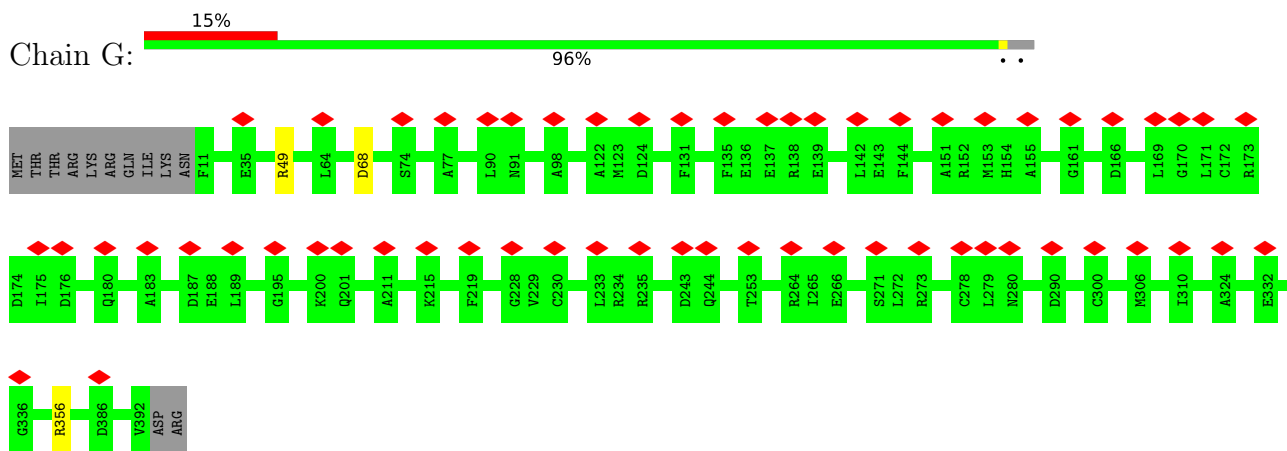 15%
Chain G:
96%
• •
MET THR THR ARG LYS ARG GLN ILE LYS ASN F11 E35 R49 L64 D68 S74 A77 L90 N91 A98 A122 M123 D124 F131 F135 E136 E137 R138 E139 L142 E143 F144 A151 R152 M153 H154 A155 G161 D166 L169 G170 L171 C172 R173
D174 I175 D176 Q180 A183 D187 E188 L189 G195 K200 Q201 A211 K215 F219 G228 V229 C230 L233 R234 R235 D243 Q244 T253 R264 I265 E266 S271 L272 R273 C278 L279 N280 D290 C300 M306 I310 A324 E332
G336 R356 D386 V392 ASP ARG